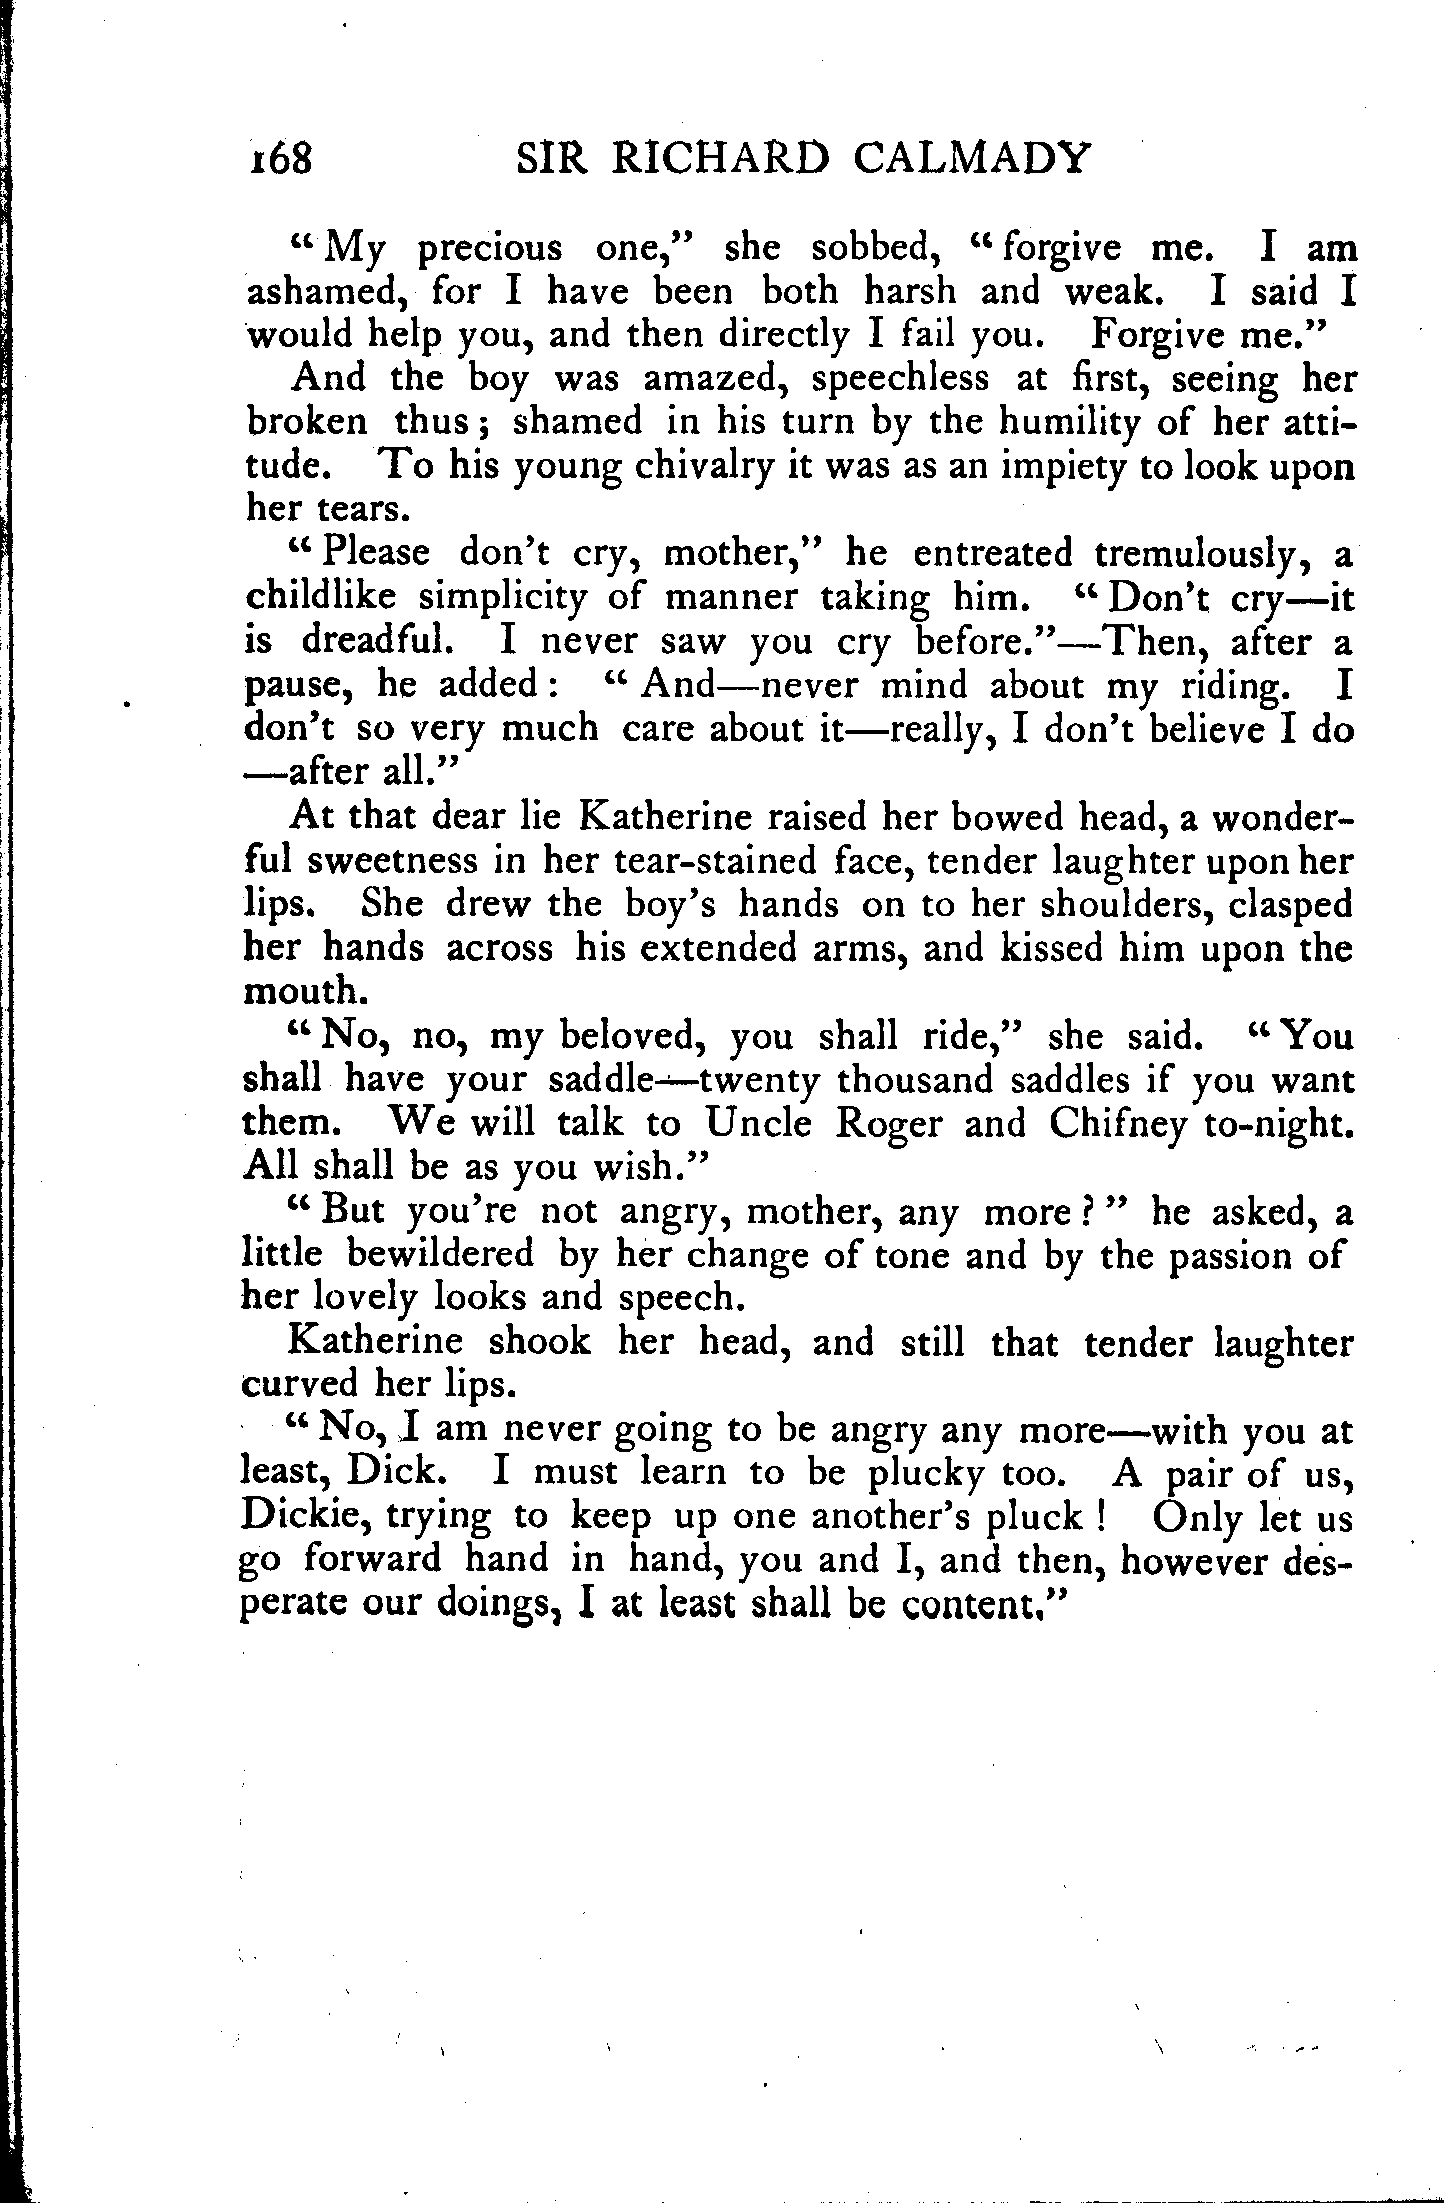 168 SIR RICHARD CALMADY
“ My precious one,” she sobbed, “ forgive me. I am
ashamed, for I have been both harsh and weak. I said I
would help you, and then directly I fail you. Forgive me.”
And the boy was amazed, speechless at first, seeing her
broken thus ; shamed in his turn by the humility of her atti-
tude. To his young chivalry it was as an impiety to look upon
her tears.
“ Please don’t cry, mother,” he entreated tremulously, a
childlike simplicity of manner taking him. “ Don’t cry—it
is dreadful. I never saw you cry before.”—Then, after a
pause, he added : “ And—never mind about my riding. I
don’t so very much care about it—really, I don’t believe I do
—after all.”
At that dear lie Katherine raised her bowed head, a wonder-
ful sweetness in her tear-stained face, tender laughter upon her
lips. She drew the boy’s hands on to her shoulders, clasped
her hands across his extended arms, and kissed him upon the
mouth.
“ No, no, my beloved, you shall ride,” she said. “ You
shall have your saddle—twenty thousand saddles if you want
them. We will talk to Uncle Roger and Chifney to-night.
All shall be as you wish.”
“ But you’re not angry, mother, any more ? ” he asked, a
little bewildered by her change of tone and by the passion of
her lovely looks and speech.
Katherine shook her head, and still that tender laughter
curved her lips.
“ No, I am never going to be angry any more—with you at
least, Dick. I must learn to be plucky too. A pair of us,
Dickie, trying to keep up one another’s pluck ! Only let us
go forward hand in hand, you and I, and then, however des-
perate our doings, I at least shall be content.”